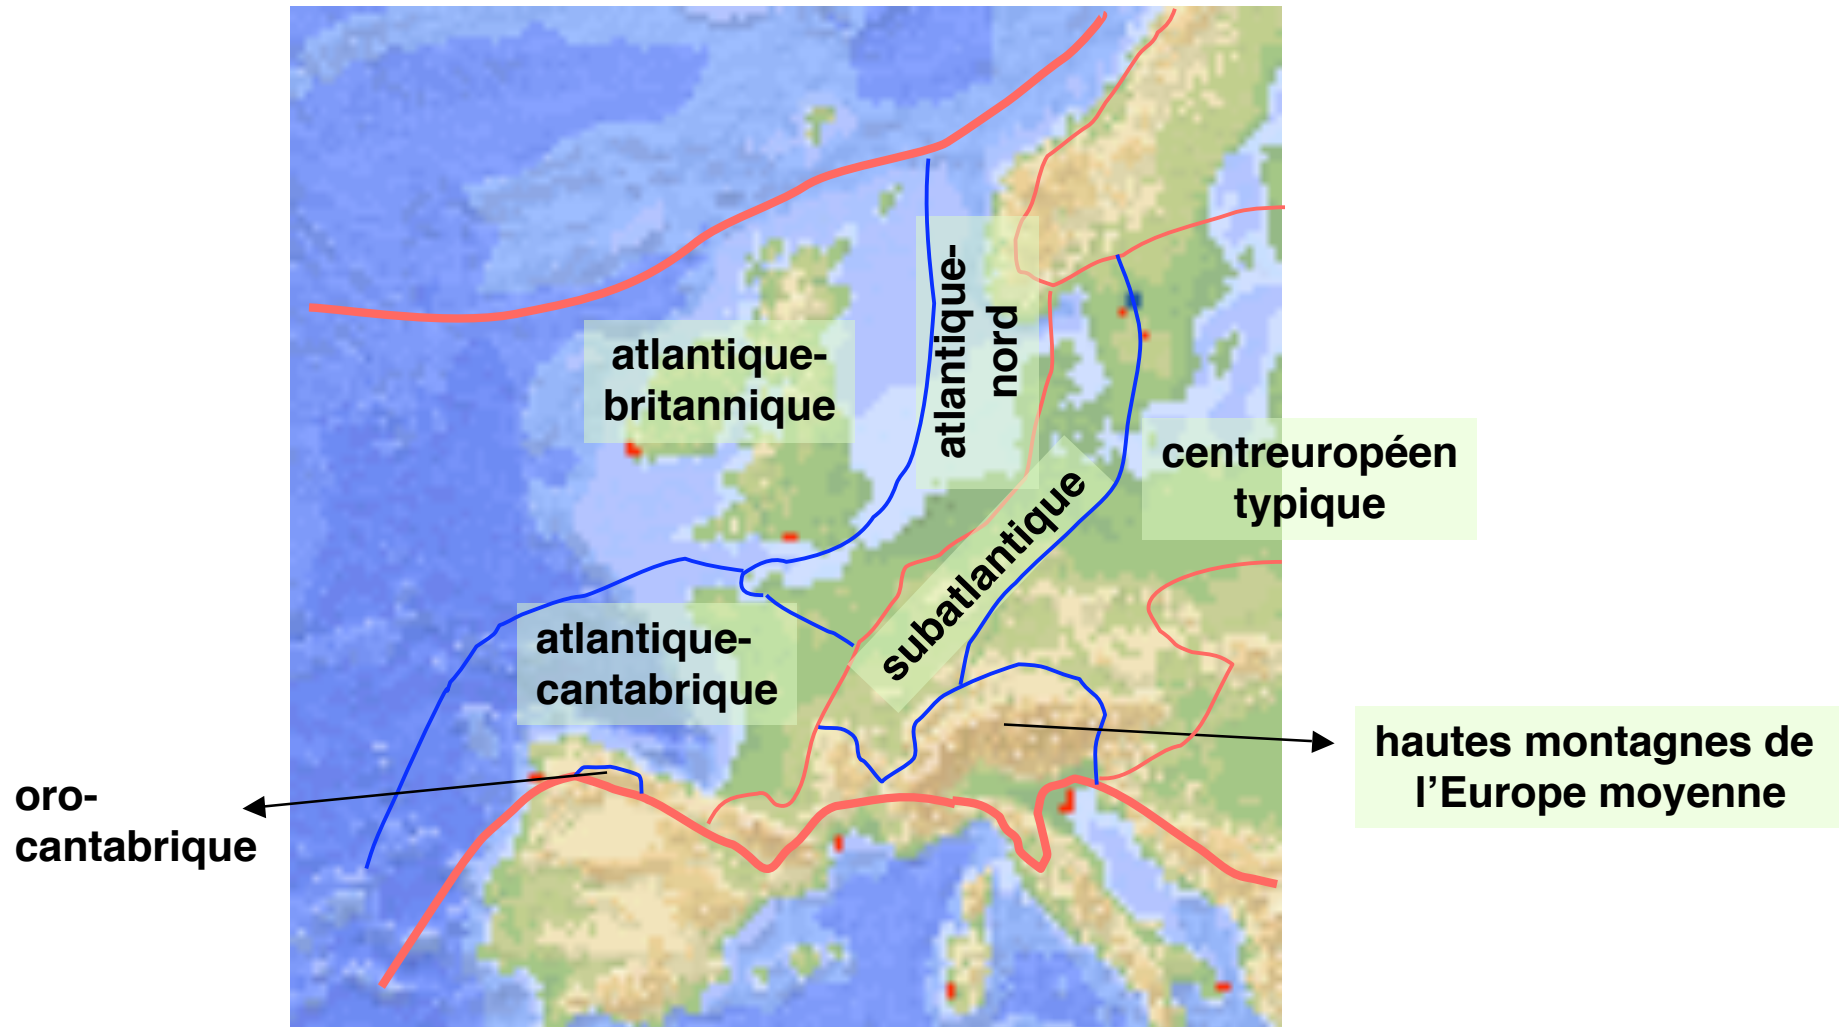 atlantique-
nord
atlantique-
britannique
centreuropéen
typique
subatlantique
atlantique-
cantabrique
hautes montagnes de
l’Europe moyenne
oro-
cantabrique